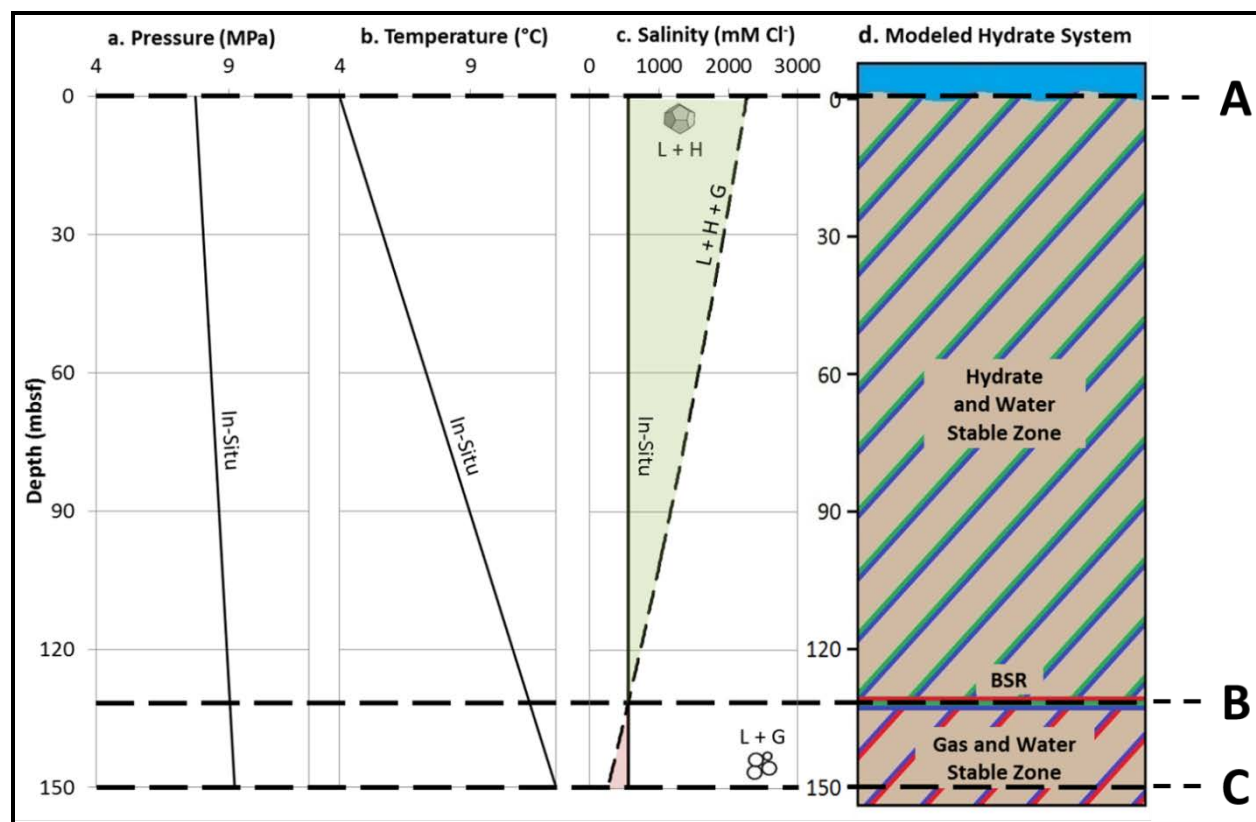 a. Pressure (MPa)
b. Temperature (°C)
c. Salinity (mM Cl⁻)
d. Modeled Hydrate System
4
9
4
9
0
1000
2000
3000
0
30
60
90
120
150
Depth (mbsf)
In-Situ
In-Situ
In-Situ
L + H
L + H + G
L + G
0
30
60
90
120
150
Hydrate
and Water
Stable Zone
BSR
Gas and Water
Stable Zone
A
B
C